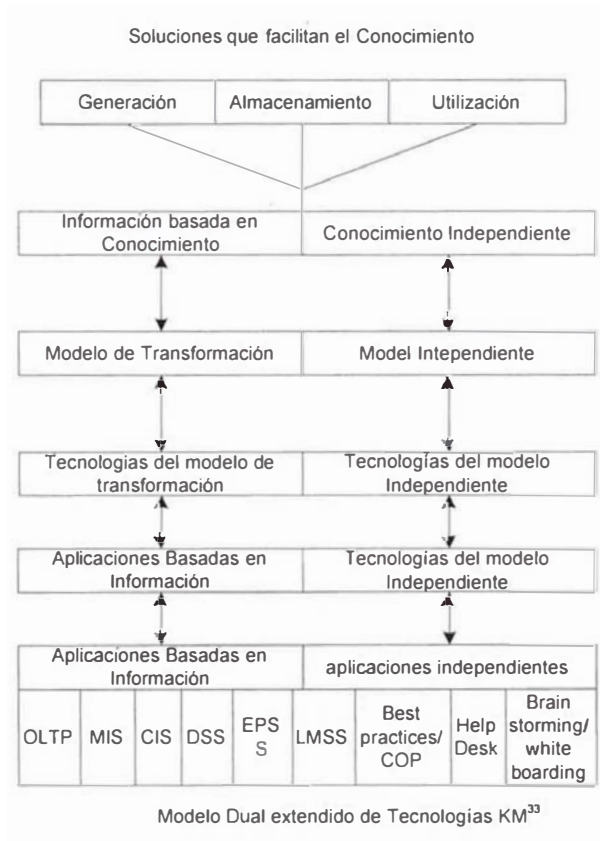 Soluciones que facilitan el Conocimiento
Generación Almacenamiento Utilización
Información basada en
Conocimiento
Conocimiento Independiente
Modelo de Transformación
Model Intependiente
Tecnologias del modelo de
transformación
Tecnologías del modelo
Independiente
Aplicaciones Basadas en
Información
Tecnologías del modelo
Independiente
Aplicaciones Basadas en
Información
aplicaciones independientes
OLTP
MIS
CIS
DSS
EPS
S
LMSS
Best
practices/
COP
Help
Desk
Brain
storming/
white
boarding
Modelo Dual extendido de Tecnologías KM³³